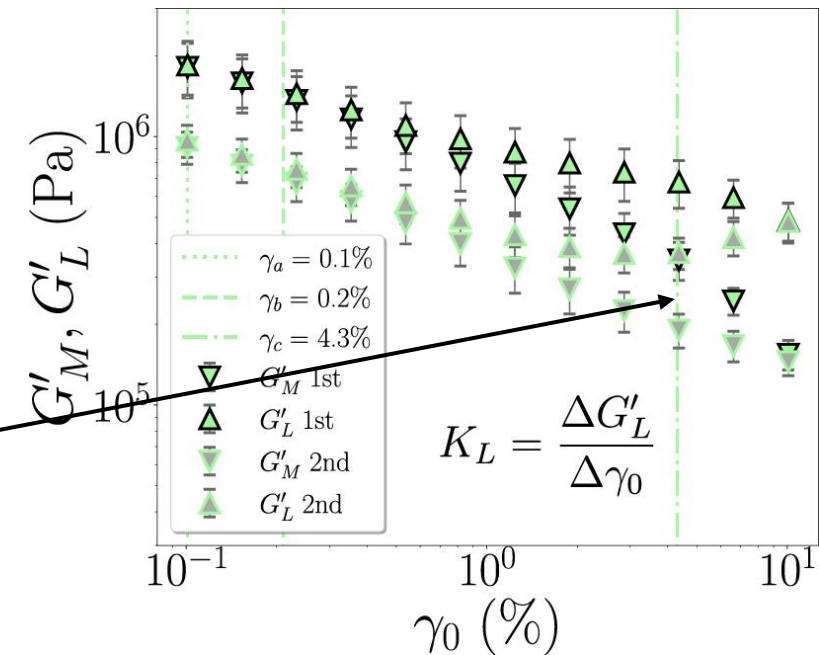 G′_M, G′_L (Pa)
10^6
10^5
γ_a = 0.1%
γ_b = 0.2%
γ_c = 4.3%
G′_M 1st
G′_L 1st
G′_M 2nd
G′_L 2nd
K_L = ΔG′_L / Δγ_0
10^−1
10^0
10^1
γ_0 (%)